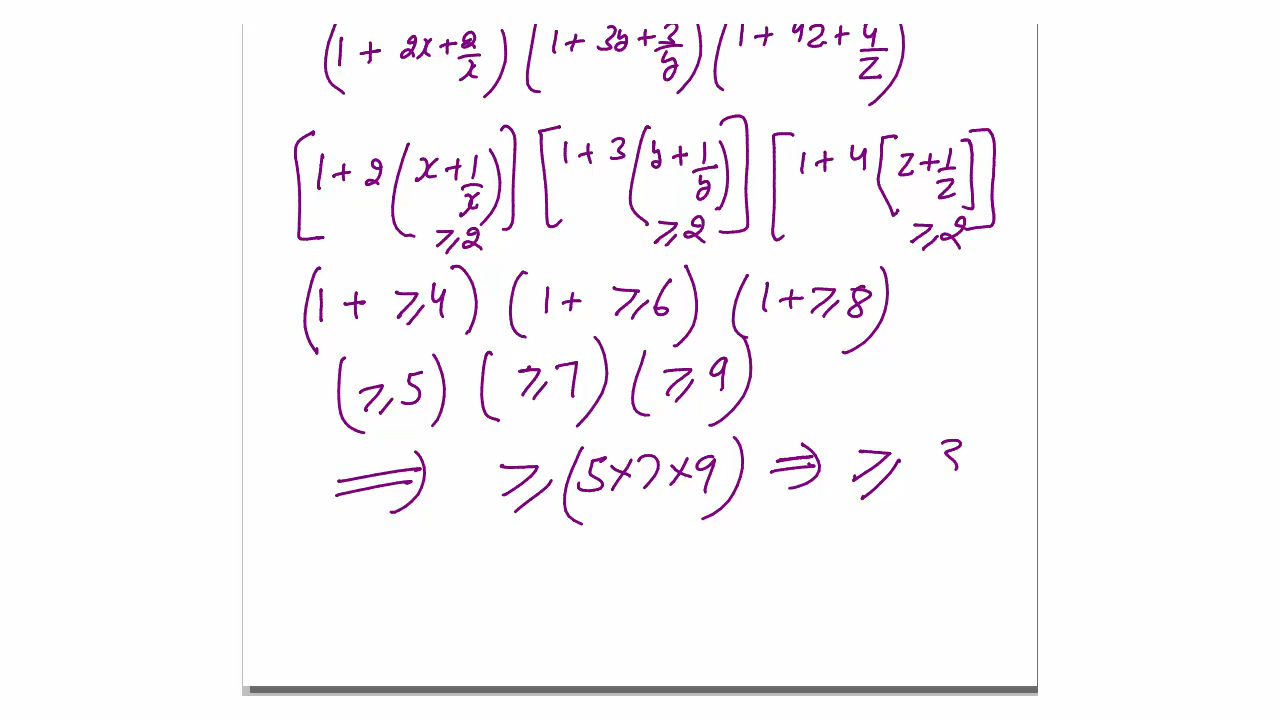 (1 + 2x + 2/x) (1 + 3y + 3/y) (1 + 4z + 4/z)
[1 + 2(x + 1/x)] [1 + 3(y + 1/y)] [1 + 4[z + 1/z]]
≥2 ≥2 ≥2
(1 + ≥4) (1 + ≥6) (1 + ≥8)
(≥5) (≥7) (≥9)
⟹ ≥(5×7×9) ⇒ ≥ 3